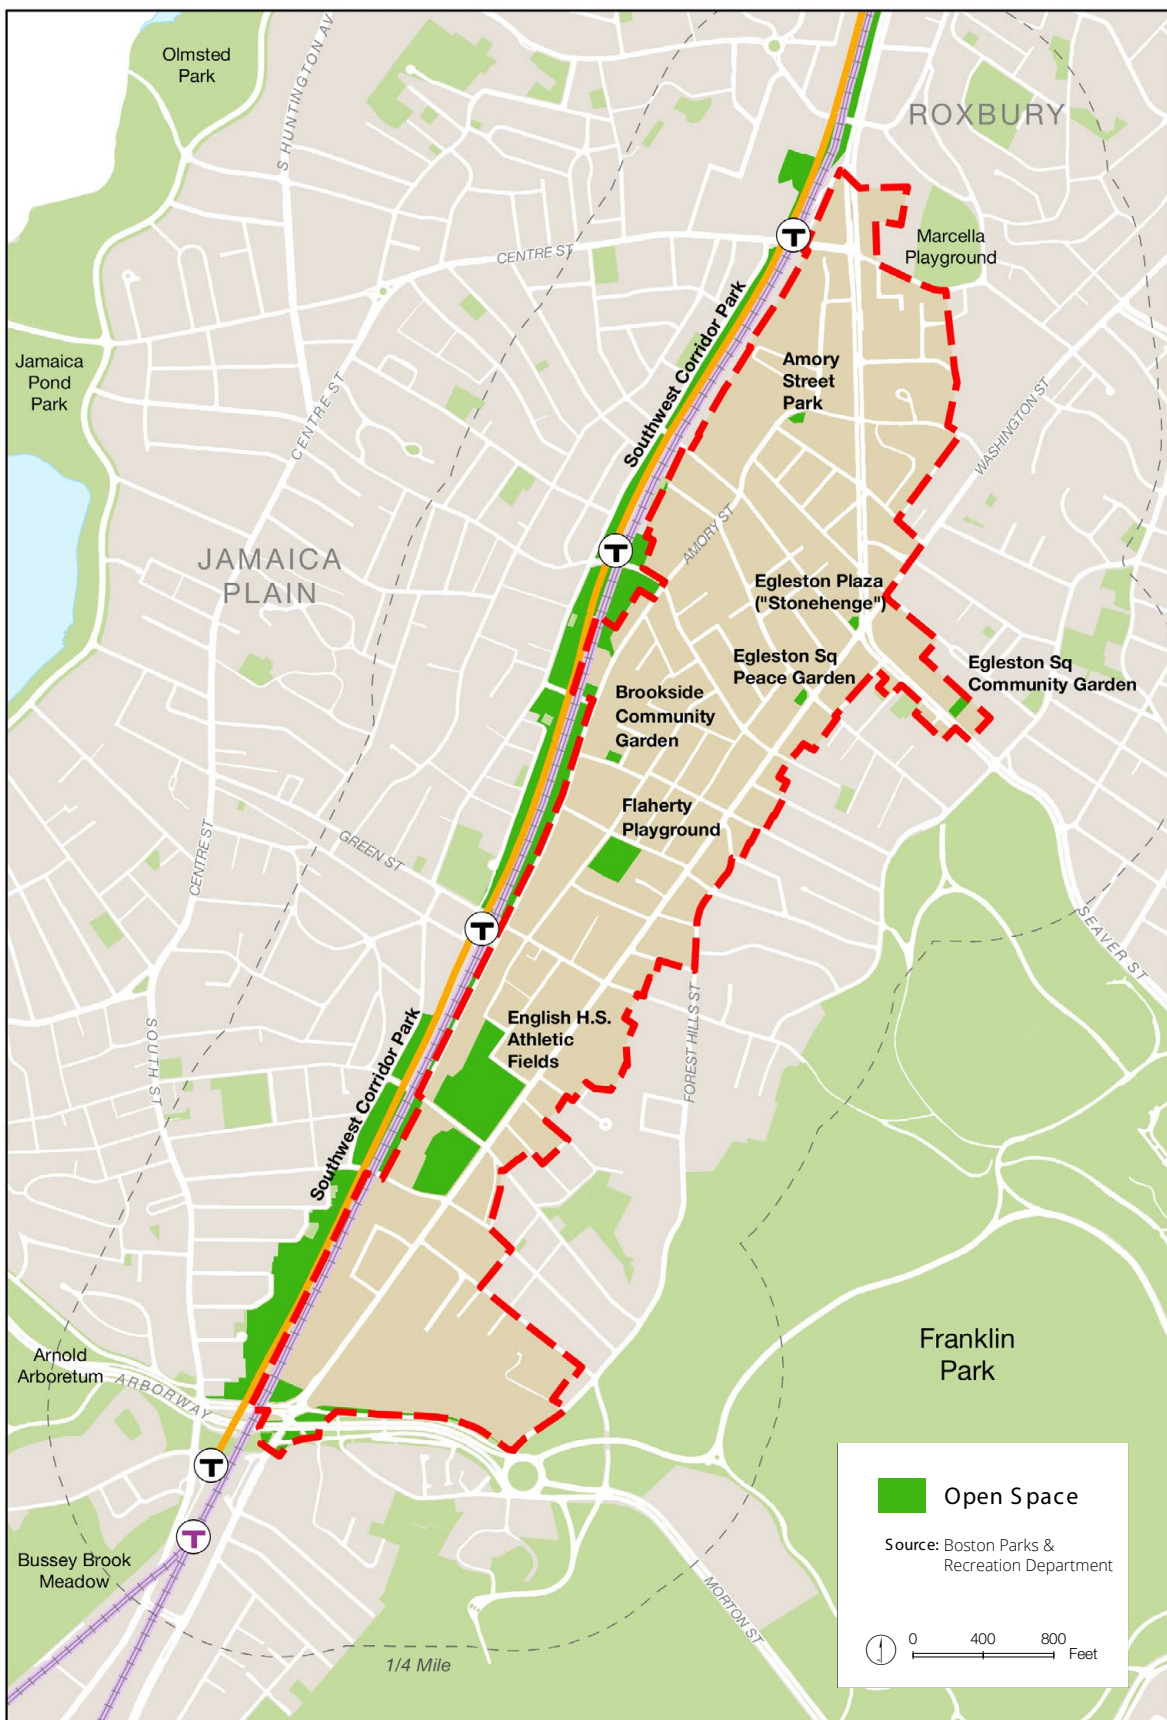 Olmsted
Park
S HUNTINGTON AV
ROXBURY
T
Marcella
Playground
CENTRE ST
Southwest Corridor Park
Jamaica
Pond
Park
Amory
Street
Park
CENTRE ST
WASHINGTON ST
AMORY ST
T
JAMAICA
PLAIN
Egleston Plaza
("Stonehenge")
Egleston Sq
Peace Garden
Egleston Sq
Community Garden
Brookside
Community
Garden
Flaherty
Playground
GREEN ST
CENTRE ST
T
SEAVER ST
English H.S.
Athletic
Fields
SOUTH ST
FOREST HILLS ST
Southwest Corridor Park
Franklin
Park
Arnold
Arboretum
ARBORWAY
T
T
Bussey Brook
Meadow
MORTON ST
1/4 Mile
Open Space
Source: Boston Parks &
Recreation Department
0 400 800
Feet